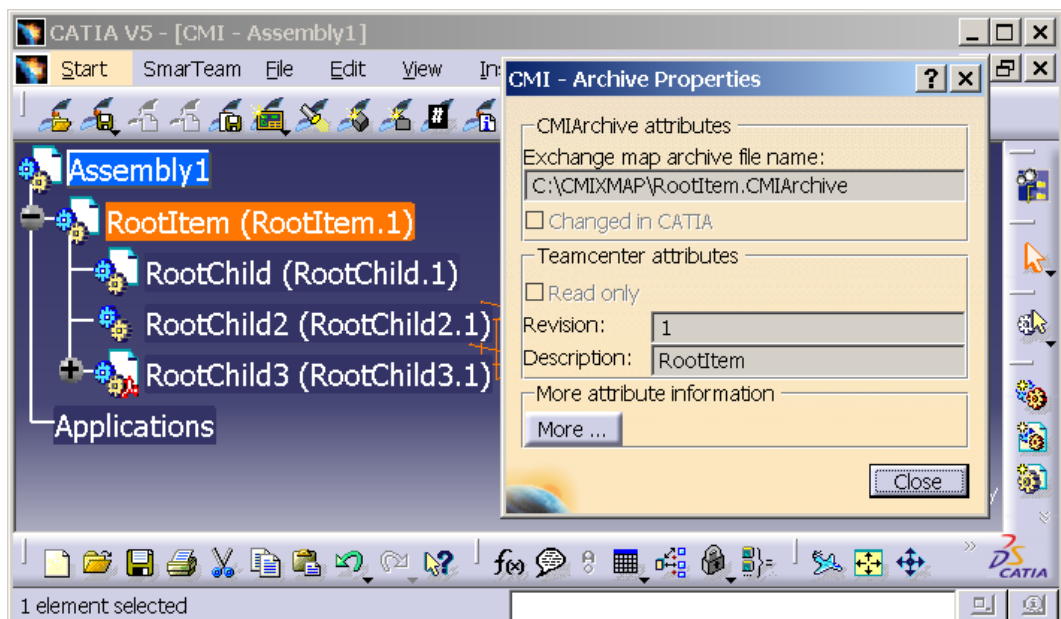 CATIA V5 - [CMI - Assembly1]
Start SmarTeam File Edit View In
CMI - Archive Properties
CMIArchive attributes
Exchange map archive file name:
C:\CMIXMAP\RootItem.CMIArchive
Changed in CATIA
Teamcenter attributes
Read only
Revision: 1
Description: RootItem
More attribute information
More ...
Close
Assembly1
RootItem (RootItem.1)
RootChild (RootChild.1)
RootChild2 (RootChild2.1)
RootChild3 (RootChild3.1)
Applications
y
f(x)
CATIA
1 element selected